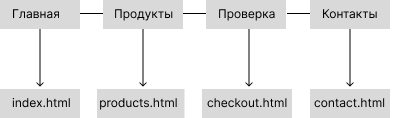 Главная Продукты Проверка Контакты
index.html products.html checkout.html contact.html